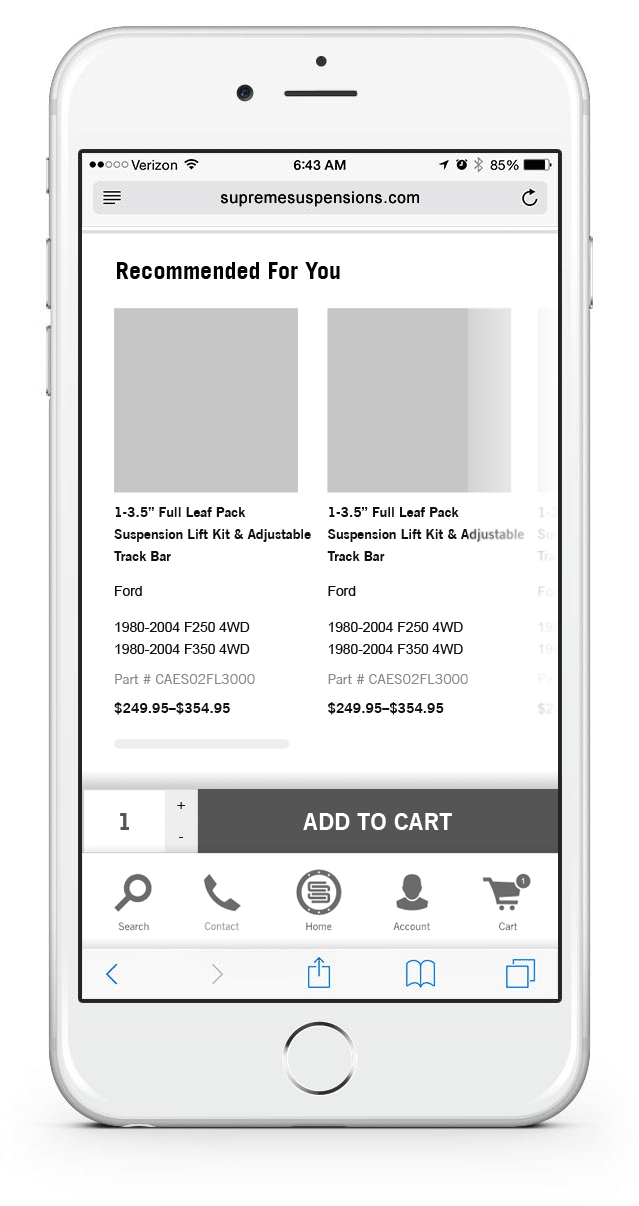 Verizon 6:43 AM 85%
supremesuspensions.com
Recommended For You
1-3.5” Full Leaf Pack
Suspension Lift Kit & Adjustable
Track Bar
Ford
1980-2004 F250 4WD
1980-2004 F350 4WD
Part # CAES02FL3000
$249.95–$354.95
1-3.5” Full Leaf Pack
Suspension Lift Kit & Adjustable
Track Bar
Ford
1980-2004 F250 4WD
1980-2004 F350 4WD
Part # CAES02FL3000
$249.95–$354.95
1 + - ADD TO CART
1
Search Contact Home Account Cart